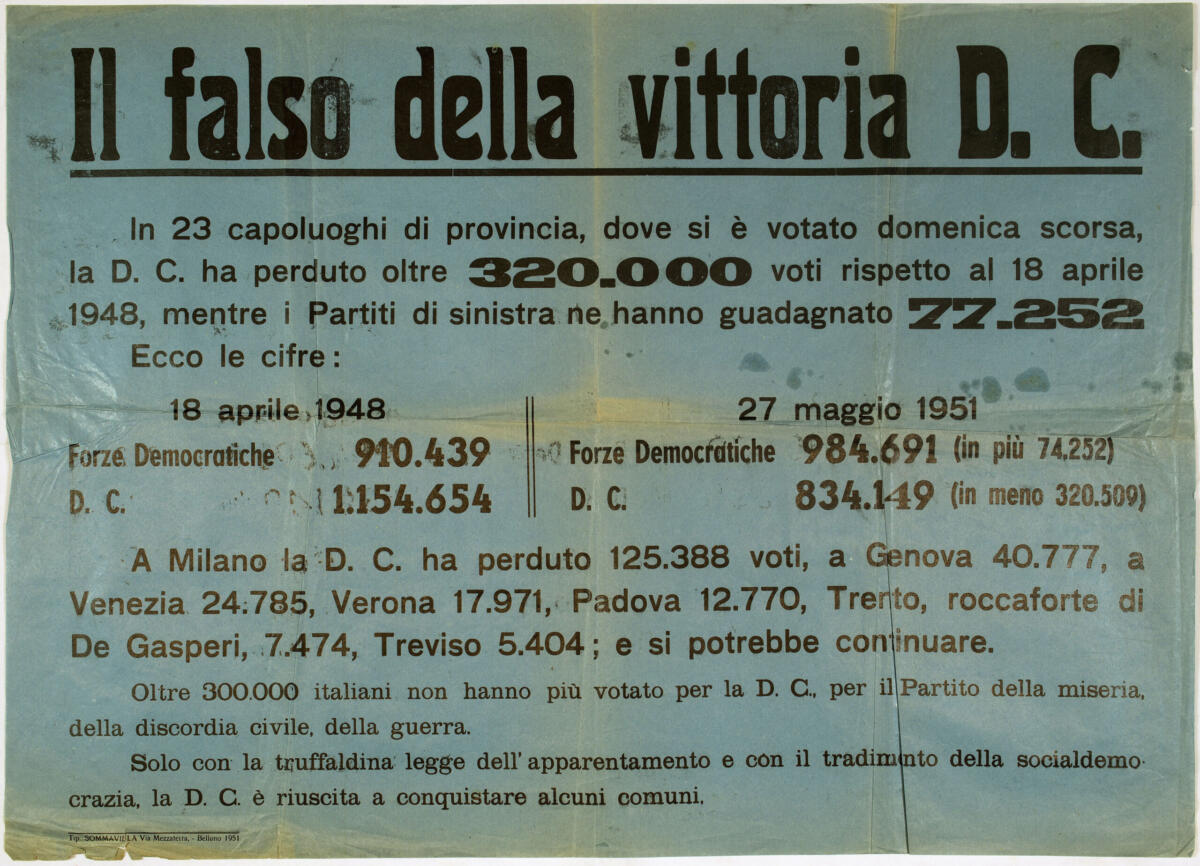 Il falso della vittoria D. C.
In 23 capoluoghi di provincia, dove si è votato domenica scorsa,
la D. C. ha perduto oltre 320.000 voti rispetto al 18 aprile
1948, mentre i Partiti di sinistra ne hanno guadagnato 77.252
Ecco le cifre:
18 aprile 1948
Forze Democratiche 910.439
D. C. 1.154.654
27 maggio 1951
Forze Democratiche 984.691 (in più 74.252)
D. C. 834.149 (in meno 320.509)
A Milano la D. C. ha perduto 125.388 voti, a Genova 40.777, a
Venezia 24.785, Verona 17.971, Padova 12.770, Trento, roccaforte di
De Gasperi, 7.474, Treviso 5.404; e si potrebbe continuare.
Oltre 300.000 italiani non hanno più votato per la D. C., per il Partito della miseria,
della discordia civile, della guerra.
Solo con la truffaldina legge dell'apparentamento e con il tradimnto della socialdemo-
crazia, la D. C. è riuscita a conquistare alcuni comuni.
Tip. SOMMAVILLA Via Mezzaterra, - Belluno 1951